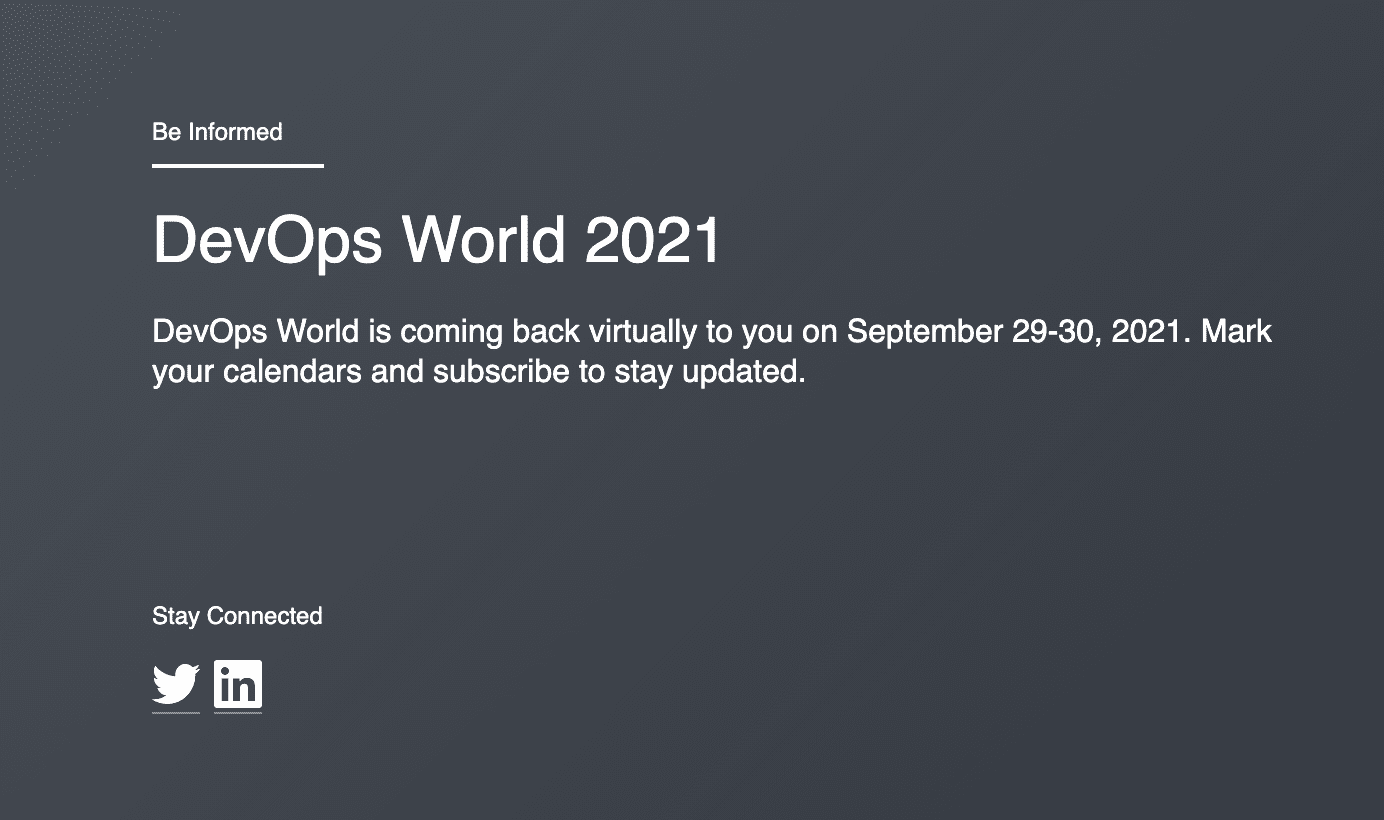 Be Informed
DevOps World 2021
DevOps World is coming back virtually to you on September 29-30, 2021. Mark
your calendars and subscribe to stay updated.
Stay Connected
in